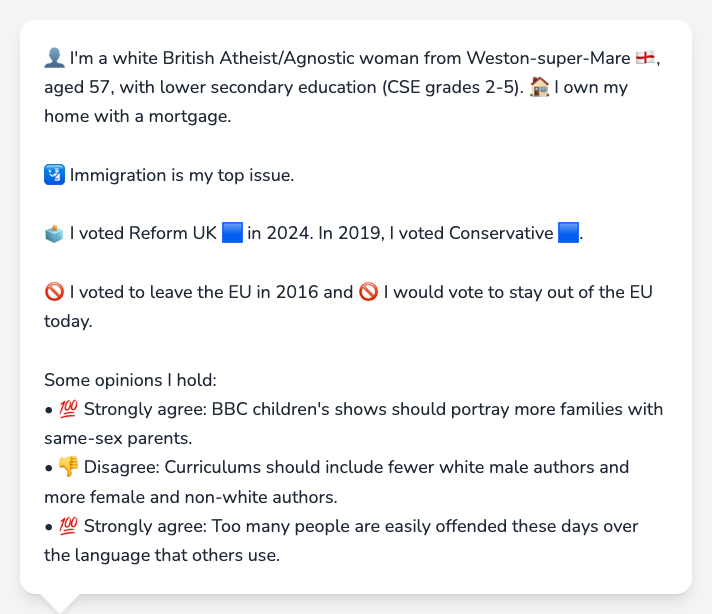 👤 I'm a white British Atheist/Agnostic woman from Weston-super-Mare 🏴󠁧󠁢󠁥󠁮󠁧󠁿,
aged 57, with lower secondary education (CSE grades 2-5). 🏠 I own my
home with a mortgage.
🛂 Immigration is my top issue.
🗳️ I voted Reform UK 🟦 in 2024. In 2019, I voted Conservative 🟦.
🚫 I voted to leave the EU in 2016 and 🚫 I would vote to stay out of the EU
today.
Some opinions I hold:
• 💯 Strongly agree: BBC children's shows should portray more families with
same-sex parents.
• 👎 Disagree: Curriculums should include fewer white male authors and
more female and non-white authors.
• 💯 Strongly agree: Too many people are easily offended these days over
the language that others use.